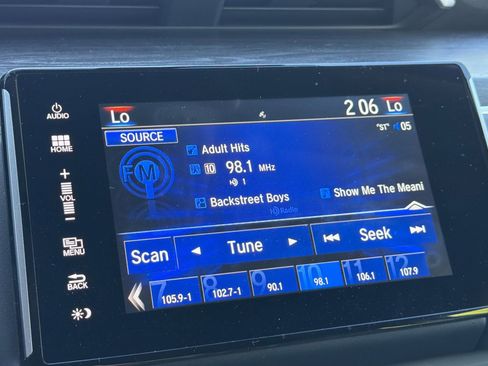 AUDIO
HOME
+
VOL
−
MENU
BACK
Lo 2 06 Lo
SOURCE "ST" 05
FM
Adult Hits
10 98.1 MHz
1
Backstreet Boys Show Me The Meani
HD Radio
Scan ◄ Tune ► ⏮ Seek ⏭
7 8 9 10 11 12
105.9-1 102.7-1 90.1 98.1 106.1 107.9